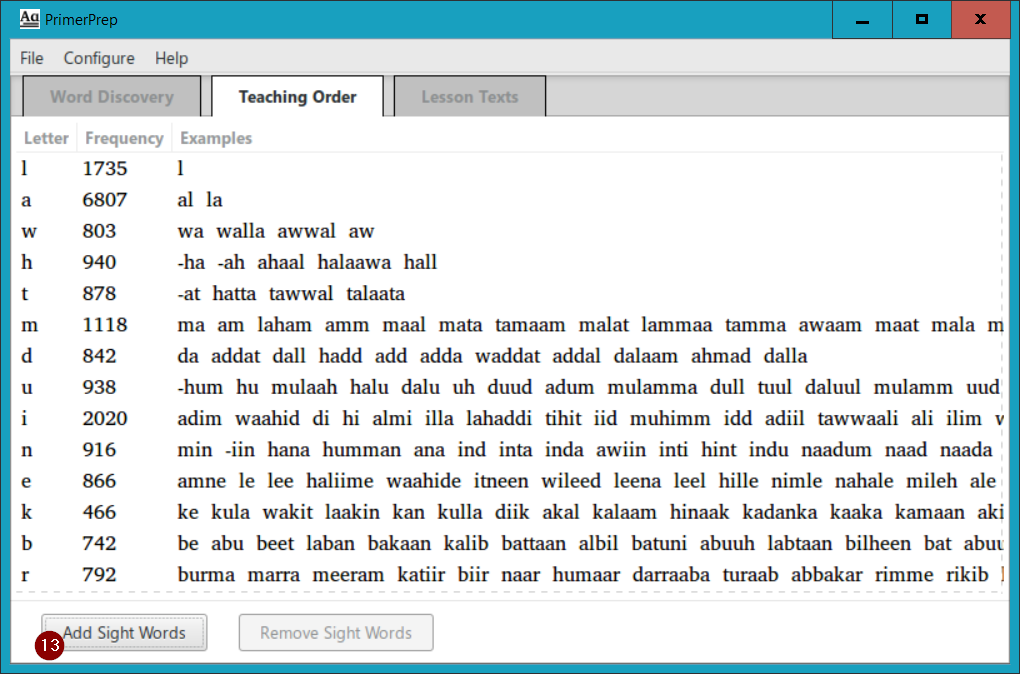 Aa PrimerPrep
File Configure Help
Word Discovery Teaching Order Lesson Texts
Letter Frequency Examples
l 1735 l
a 6807 al la
w 803 wa walla awwal aw
h 940 -ha -ah ahaal halaawa hall
t 878 -at hatta tawwal talaata
m 1118 ma am laham amm maal mata tamaam malat lammaa tamma awaam maat mala
d 842 da addat dall hadd add adda waddat addal dalaam ahmad dalla
u 938 -hum hu mulaah halu dalu uh duud adum mulamma dull tuul daluul mulamm uud
i 2020 adim waahid di hi almi illa lahaddi tihit iid muhimm idd adiil tawwaali ali ilim
n 916 min -iin hana humman ana ind inta inda awiin inti hint indu naadum naad naada
e 866 amne le lee haliime waahide itneen wileed leena leel hille nimle nahale mileh ale
k 466 ke kula wakit laakin kan kulla diik akal kalaam hinaak kadanka kaaka kamaan aki
b 742 be abu beet laban bakaan kalib battaan albil batuni abuuh labtaan bilheen bat
r 792 burma marra meeram katiir biir naar humaar darraaba turaab abbakar rimme rikib
Add Sight Words Remove Sight Words
13